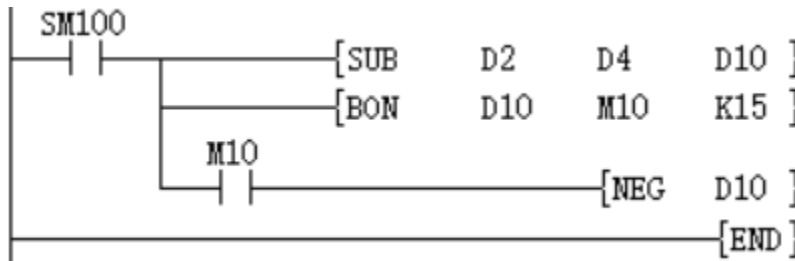 SM100
[SUB D2 D4 D10]
[BON D10 M10 K15]
M10
[NEG D10]
[END]